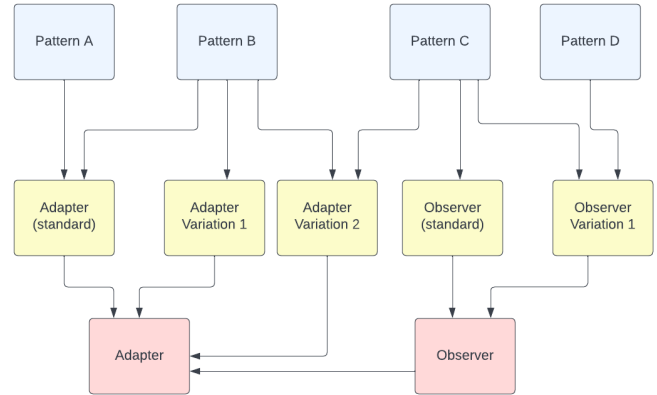 Pattern A
Pattern B
Pattern C
Pattern D
Adapter
(standard)
Adapter
Variation 1
Adapter
Variation 2
Observer
(standard)
Observer
Variation 1
Adapter
Observer